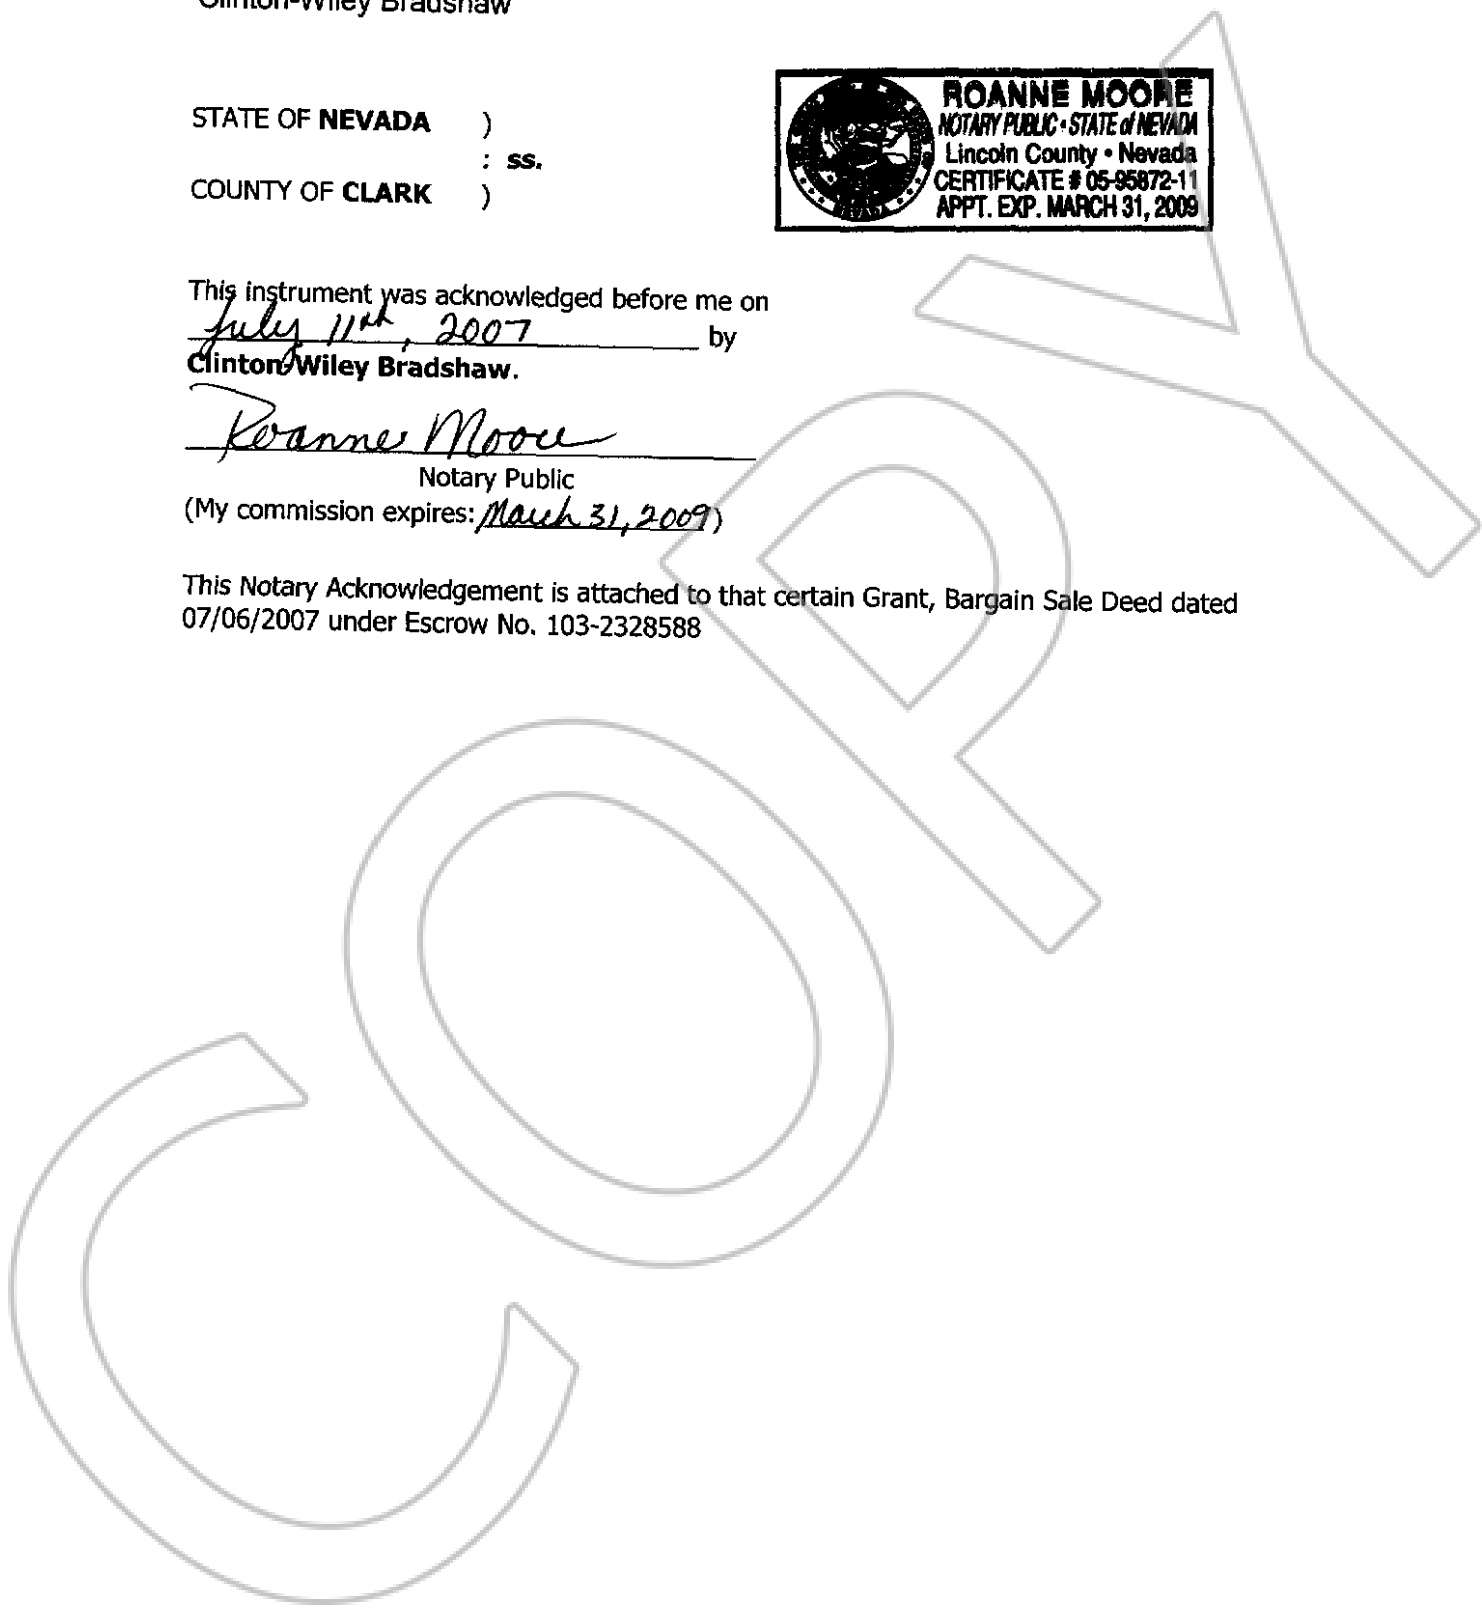 Clinton-Wiley Bradshaw
STATE OF NEVADA )
: ss.
COUNTY OF CLARK )
ROANNE MOORE
NOTARY PUBLIC • STATE of NEVADA
Lincoln County • Nevada
CERTIFICATE # 05-95872-11
APPT. EXP. MARCH 31, 2009
NEVADA
This instrument was acknowledged before me on
July 11th, 2007 by
Clinton Wiley Bradshaw.
Roanne Moore
Notary Public
(My commission expires: March 31, 2009)
This Notary Acknowledgement is attached to that certain Grant, Bargain Sale Deed dated
07/06/2007 under Escrow No. 103-2328588
COPY